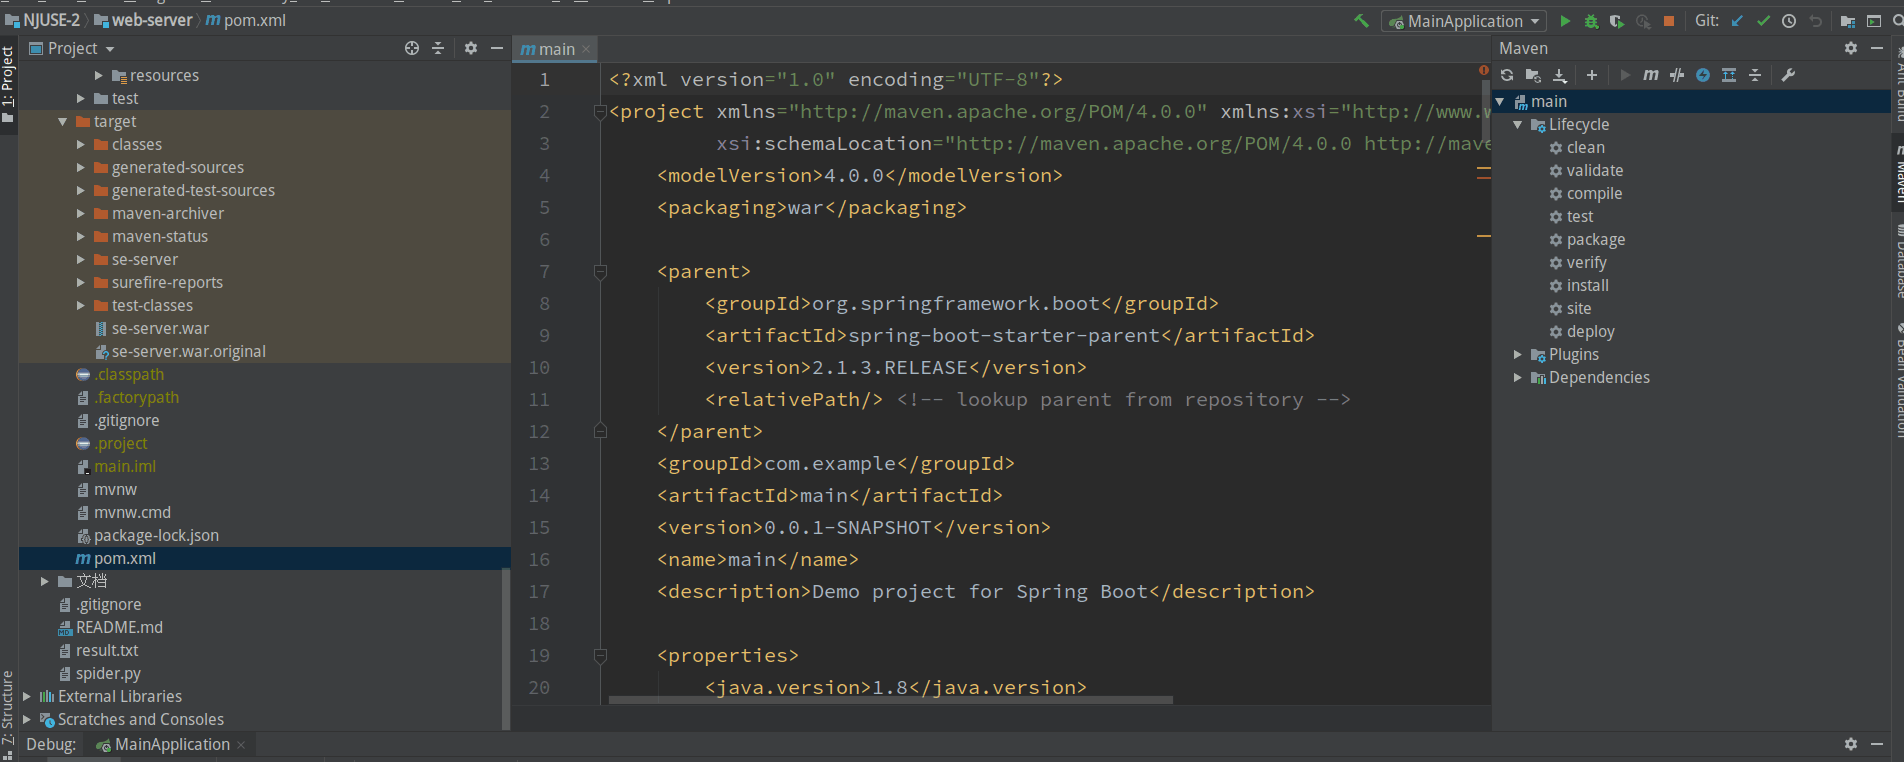 NJUSE-2 web-server pom.xml
MainApplication
Git:
1: Project
Project
resources
test
target
classes
generated-sources
generated-test-sources
maven-archiver
maven-status
se-server
surefire-reports
test-classes
se-server.war
se-server.war.original
.classpath
.factorypath
.gitignore
.project
main.iml
mvnw
mvnw.cmd
package-lock.json
pom.xml
文档
.gitignore
README.md
result.txt
spider.py
External Libraries
Scratches and Consoles
Z: Structure
main
1 <?xml version="1.0" encoding="UTF-8"?>
2 <project xmlns="http://maven.apache.org/POM/4.0.0" xmlns:xsi="http://www.w
3 xsi:schemaLocation="http://maven.apache.org/POM/4.0.0 http://mave
4 <modelVersion>4.0.0</modelVersion>
5 <packaging>war</packaging>
6
7 <parent>
8 <groupId>org.springframework.boot</groupId>
9 <artifactId>spring-boot-starter-parent</artifactId>
10 <version>2.1.3.RELEASE</version>
11 <relativePath/> <!-- lookup parent from repository -->
12 </parent>
13 <groupId>com.example</groupId>
14 <artifactId>main</artifactId>
15 <version>0.0.1-SNAPSHOT</version>
16 <name>main</name>
17 <description>Demo project for Spring Boot</description>
18
19 <properties>
20 <java.version>1.8</java.version>
Maven
main
Lifecycle
clean
validate
compile
test
package
verify
install
site
deploy
Plugins
Dependencies
Ant Build
Maven
Database
Bean Validation
Debug: MainApplication